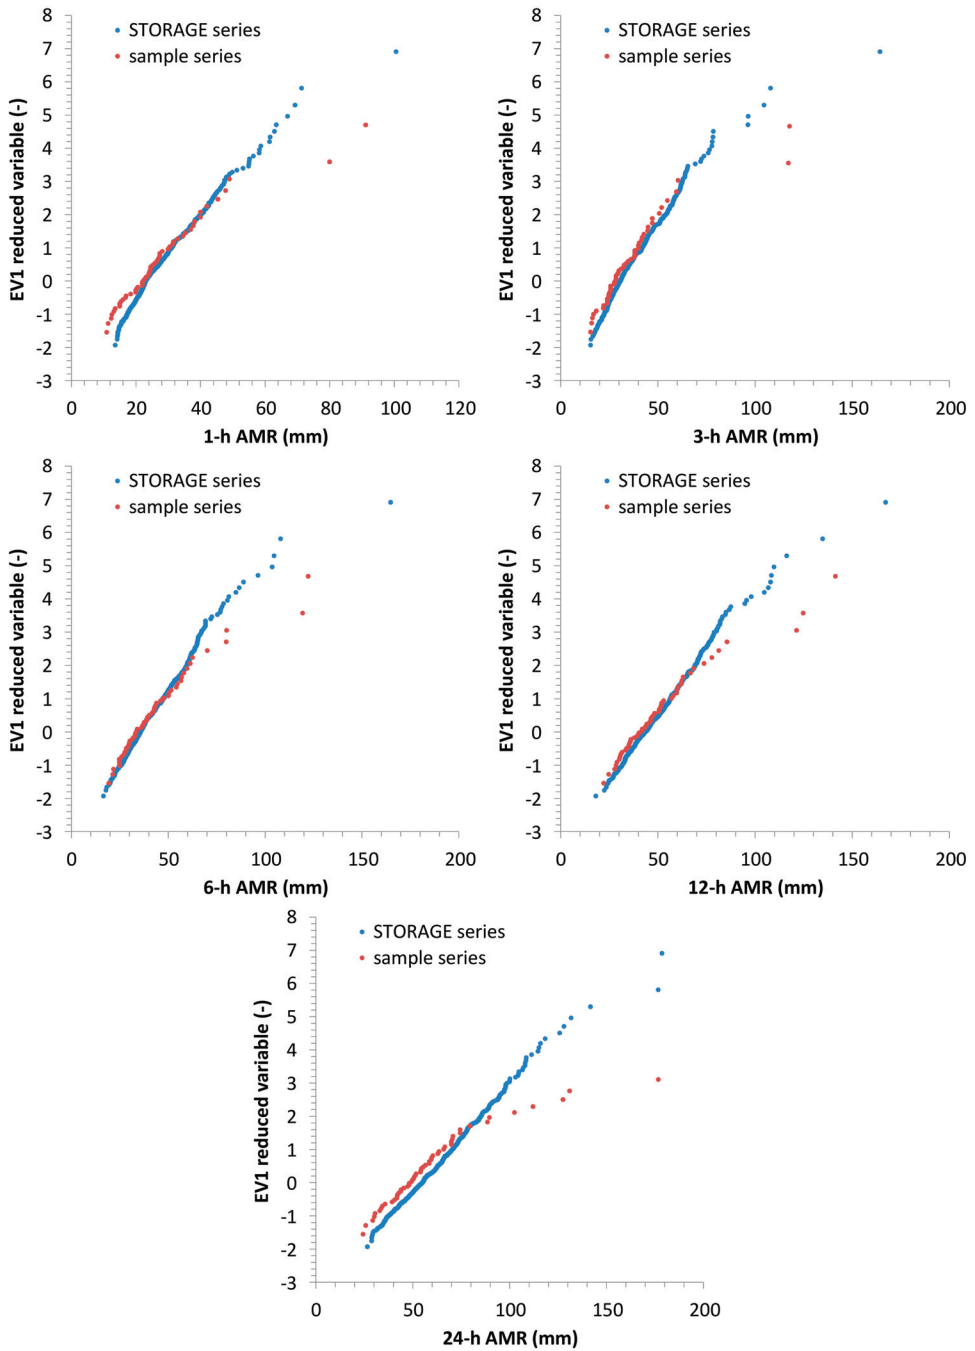 8
7
6
5
4
3
2
1
0
-1
-2
-3
EV1 reduced variable (-)
STORAGE series
sample series
0 20 40 60 80 100 120
1-h AMR (mm)
8
7
6
5
4
3
2
1
0
-1
-2
-3
EV1 reduced variable (-)
STORAGE series
sample series
0 50 100 150 200
3-h AMR (mm)
8
7
6
5
4
3
2
1
0
-1
-2
-3
EV1 reduced variable (-)
STORAGE series
sample series
0 50 100 150 200
6-h AMR (mm)
8
7
6
5
4
3
2
1
0
-1
-2
-3
EV1 reduced variable (-)
STORAGE series
sample series
0 50 100 150 200
12-h AMR (mm)
8
7
6
5
4
3
2
1
0
-1
-2
-3
EV1 reduced variable (-)
STORAGE series
sample series
0 50 100 150 200
24-h AMR (mm)